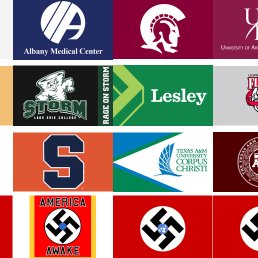 Albany Medical Center
STORM
LAKE ERIE COLLEGE
RAGE ON STORM
Lesley
S
TEXAS A&M
UNIVERSITY
CORPUS
CHRISTI
AMERICA
AWAKE